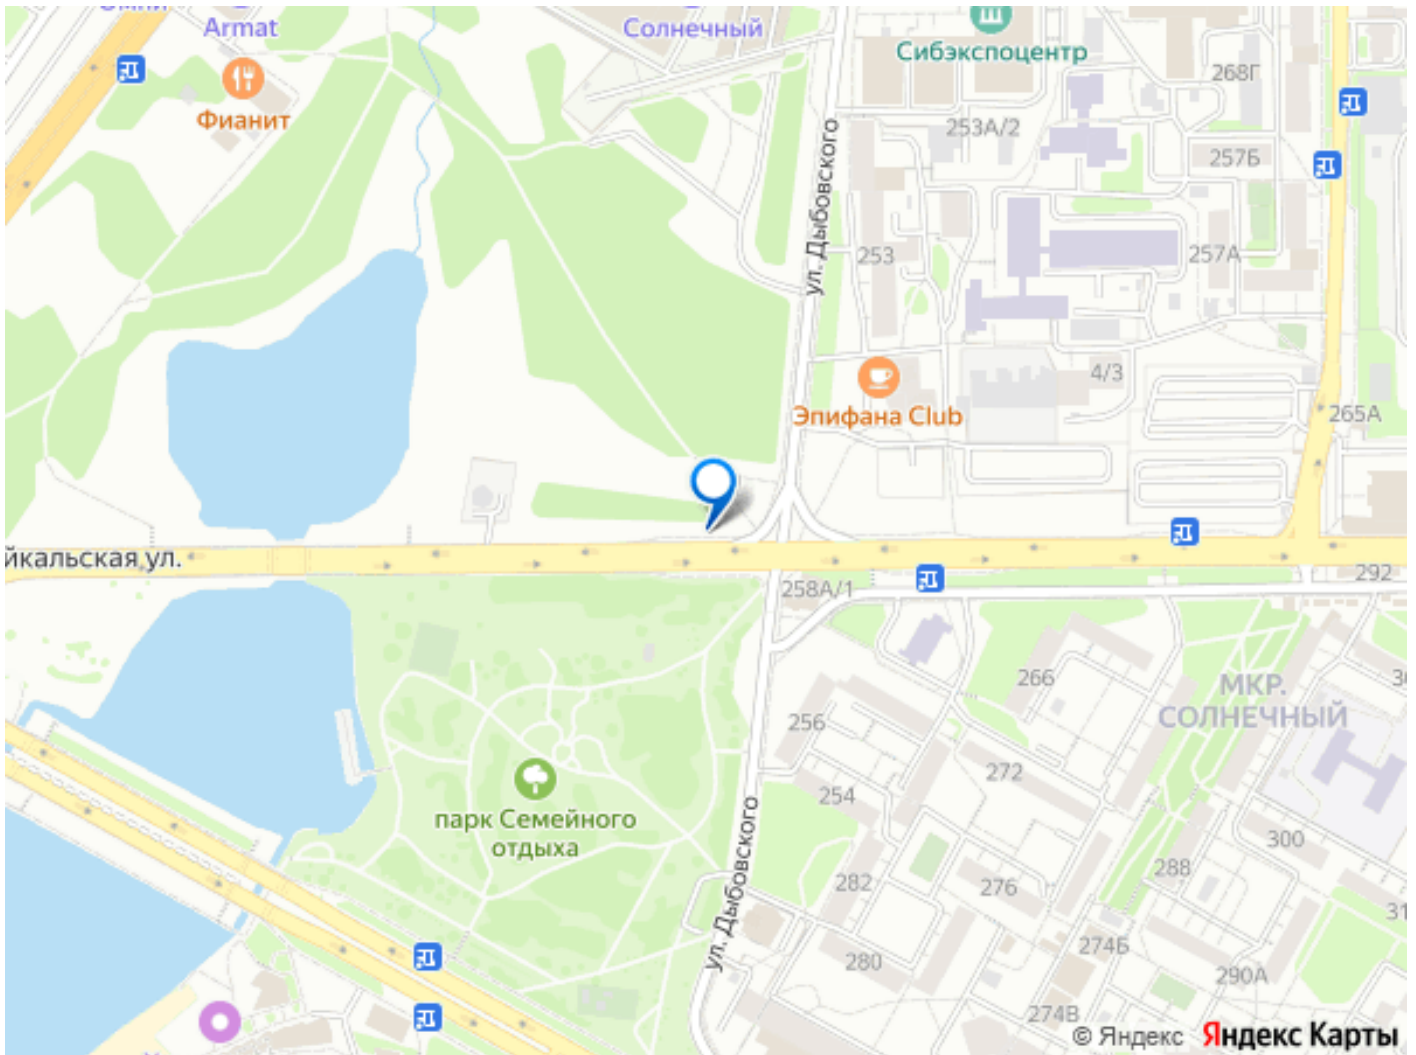 Armat
Солнечный
Сибэкспоцентр
268Г
Фианит
253А/2
257Б
ул. Дыбовского
253
257А
4/3
Эпифана Club
265А
йкальская ул.
258А/1
292
266
МКР.
СОЛНЕЧНЫЙ
256
272
254
парк Семейного
отдыха
300
288
282
276
ул. Дыбовского
274Б
280
290А
274В
© Яндекс Яндекс Карты